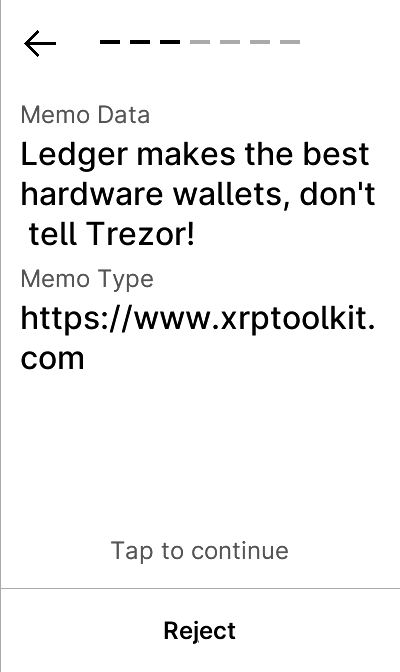 Memo Data
Ledger makes the best
hardware wallets, don't
tell Trezor!
Memo Type
https://www.xrptoolkit.
com
Tap to continue
Reject